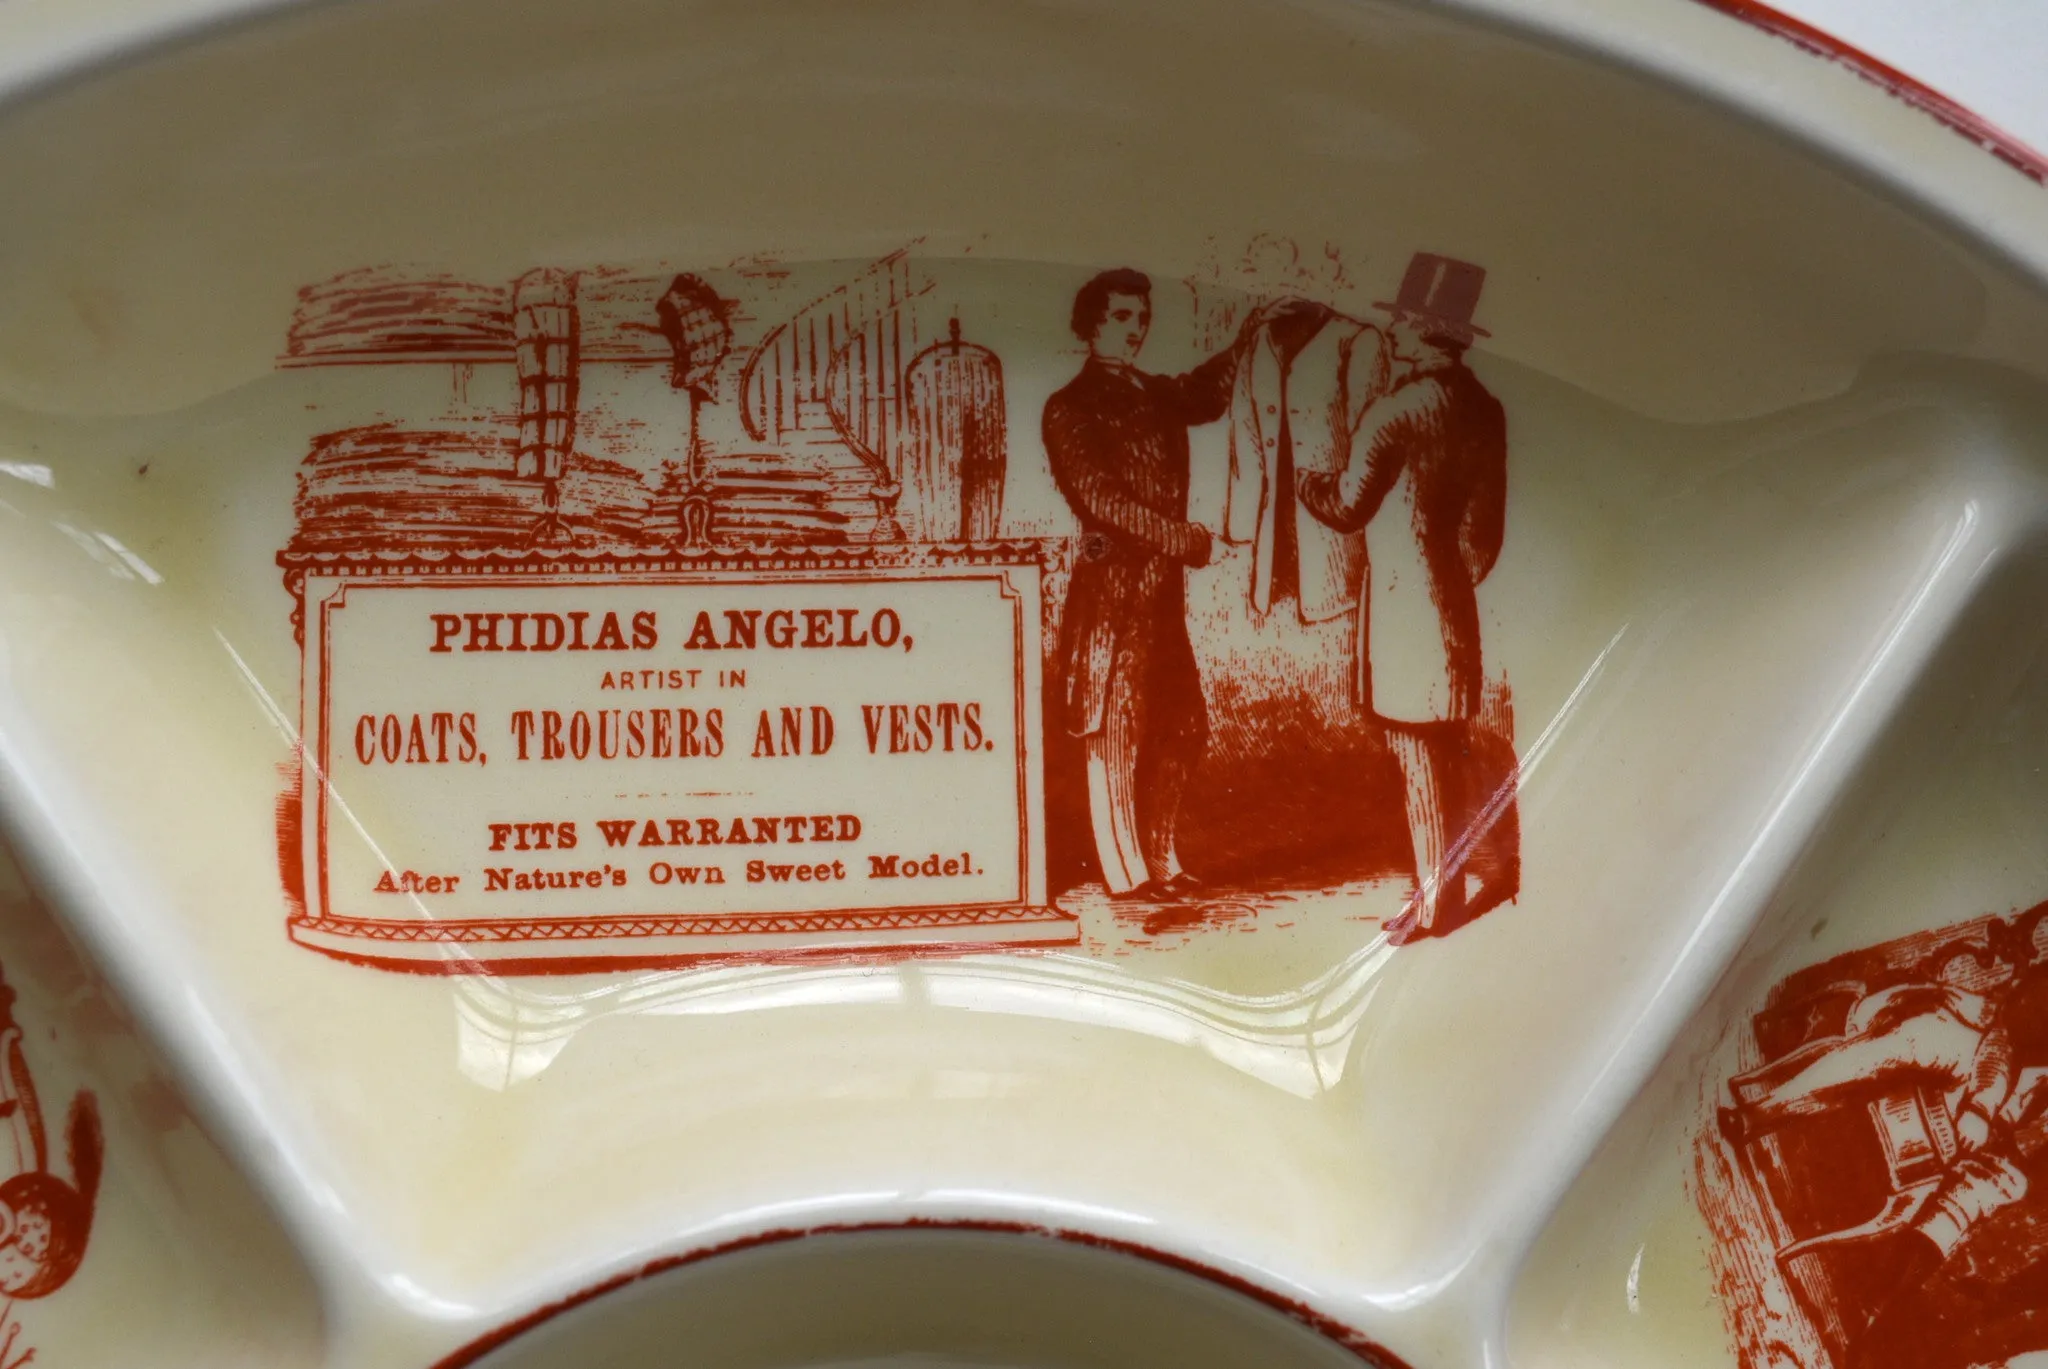 PHIDIAS ANGELO,
ARTIST IN
COATS, TROUSERS AND VESTS.
FITS WARRANTED
After Nature's Own Sweet Model.